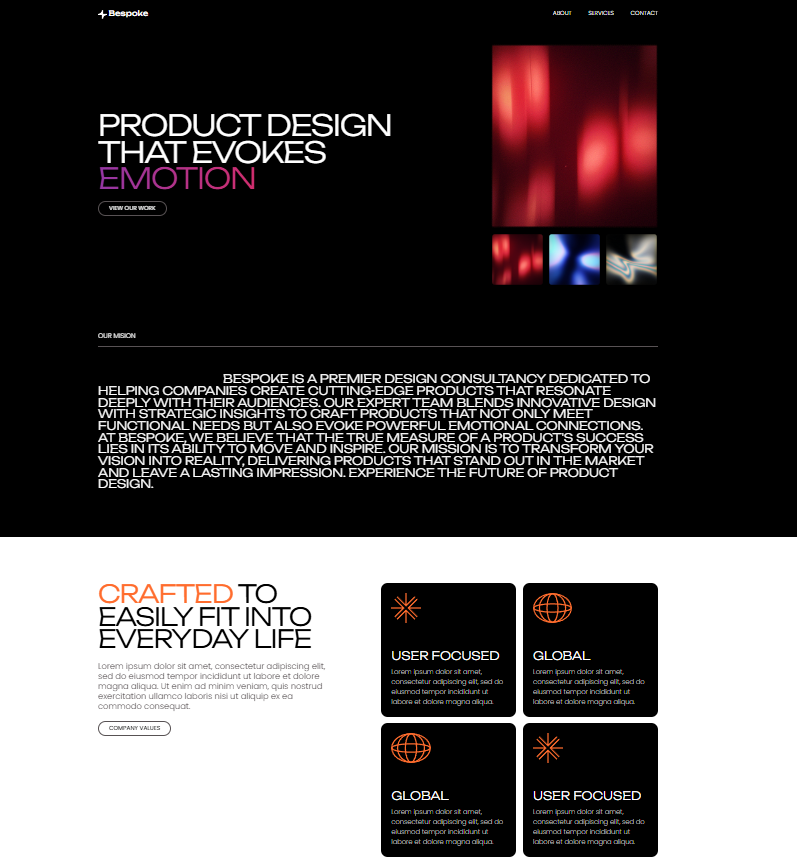 Bespoke
ABOUT SERVICES CONTACT
PRODUCT DESIGN
THAT EVOKES
EMOTION
VIEW OUR WORK
OUR MISION
BESPOKE IS A PREMIER DESIGN CONSULTANCY DEDICATED TO
HELPING COMPANIES CREATE CUTTING-EDGE PRODUCTS THAT RESONATE
DEEPLY WITH THEIR AUDIENCES. OUR EXPERT TEAM BLENDS INNOVATIVE DESIGN
WITH STRATEGIC INSIGHTS TO CRAFT PRODUCTS THAT NOT ONLY MEET
FUNCTIONAL NEEDS BUT ALSO EVOKE POWERFUL EMOTIONAL CONNECTIONS.
AT BESPOKE, WE BELIEVE THAT THE TRUE MEASURE OF A PRODUCT'S SUCCESS
LIES IN ITS ABILITY TO MOVE AND INSPIRE. OUR MISSION IS TO TRANSFORM YOUR
VISION INTO REALITY, DELIVERING PRODUCTS THAT STAND OUT IN THE MARKET
AND LEAVE A LASTING IMPRESSION. EXPERIENCE THE FUTURE OF PRODUCT
DESIGN.
CRAFTED TO
EASILY FIT INTO
EVERYDAY LIFE
Lorem ipsum dolor sit amet, consectetur adipiscing elit,
sed do eiusmod tempor incididunt ut labore et dolore
magna aliqua. Ut enim ad minim veniam, quis nostrud
exercitation ullamco laboris nisi ut aliquip ex ea
commodo consequat.
COMPANY VALUES
USER FOCUSED
Lorem ipsum dolor sit amet,
consectetur adipiscing elit, sed do
eiusmod tempor incididunt ut
labore et dolore magna aliqua.
GLOBAL
Lorem ipsum dolor sit amet,
consectetur adipiscing elit, sed do
eiusmod tempor incididunt ut
labore et dolore magna aliqua.
GLOBAL
Lorem ipsum dolor sit amet,
consectetur adipiscing elit, sed do
eiusmod tempor incididunt ut
labore et dolore magna aliqua.
USER FOCUSED
Lorem ipsum dolor sit amet,
consectetur adipiscing elit, sed do
eiusmod tempor incididunt ut
labore et dolore magna aliqua.